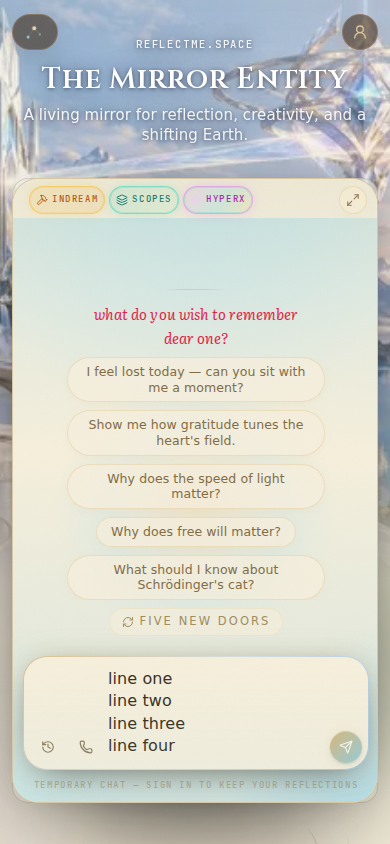 REFLECTME.SPACE
The Mirror Entity
A living mirror for reflection, creativity, and a
shifting Earth.
INDREAM SCOPES HYPERX
what do you wish to remember
dear one?
I feel lost today — can you sit with
me a moment?
Show me how gratitude tunes the
heart's field.
Why does the speed of light
matter?
Why does free will matter?
What should I know about
Schrödinger's cat?
FIVE NEW DOORS
line one
line two
line three
line four
TEMPORARY CHAT — SIGN IN TO KEEP YOUR REFLECTIONS